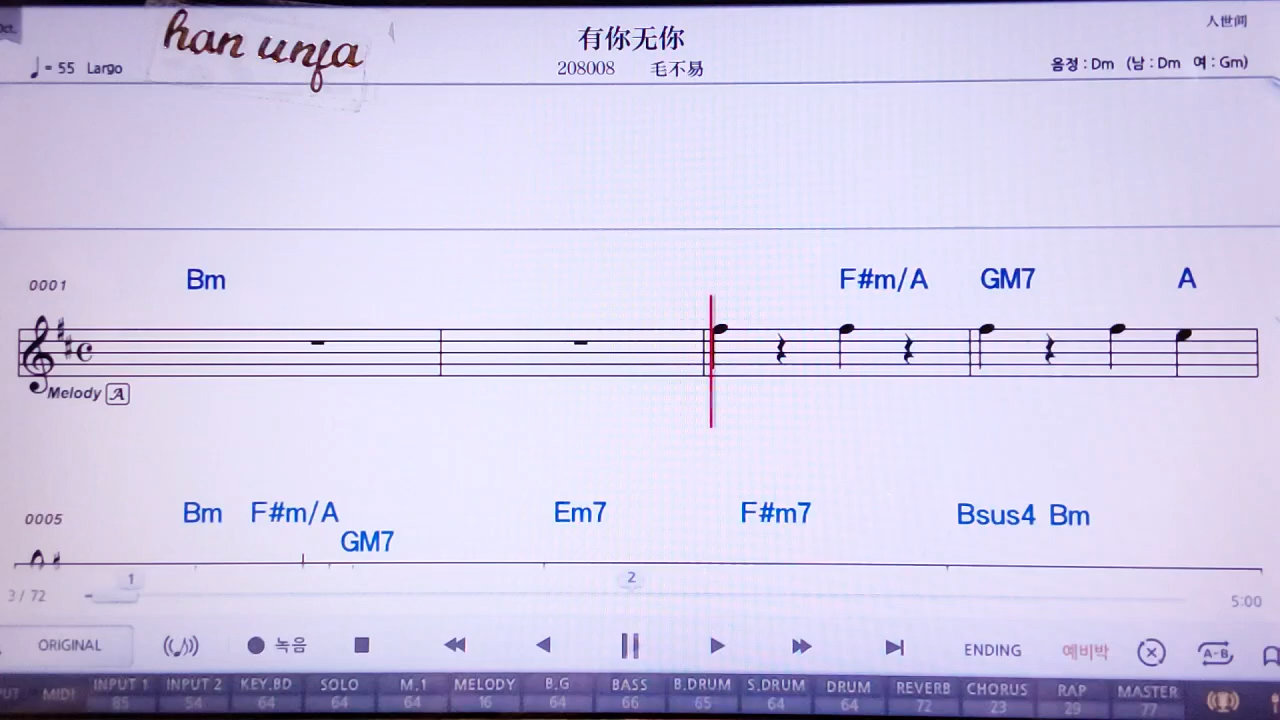 han unfa
有你无你
人世间
♩= 55 Largo
208008 毛不易
음정 : Dm (남 : Dm 여 : Gm)
Bm F#m/A GM7 A
0001
Melody A
Bm F#m/A Em7 F#m7 Bsus4 Bm
0005
GM7
1 2
3 / 72
5:00
ORIGINAL 녹음 ENDING 예비박 A-B
MIDI INPUT 1 INPUT 2 KEY.BD SOLO M.1 MELODY B.G BASS B.DRUM S.DRUM DRUM REVERB CHORUS RAP MASTER
85 54 64 64 64 16 64 66 65 64 64 72 23 29 77